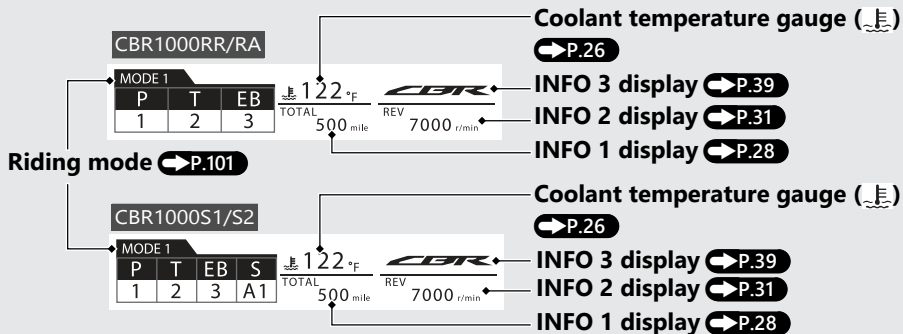 Coolant temperature gauge ( )
P.26
CBR1000RR/RA
MODE 1
P T EB
1 2 3
122 °F
TOTAL
500 mile
CBR
REV
7000 r/min
INFO 3 display P.39
INFO 2 display P.31
INFO 1 display P.28
Riding mode P.101
Coolant temperature gauge ( )
P.26
CBR1000S1/S2
MODE 1
P T EB S
1 2 3 A1
122 °F
TOTAL
500 mile
CBR
REV
7000 r/min
INFO 3 display P.39
INFO 2 display P.31
INFO 1 display P.28